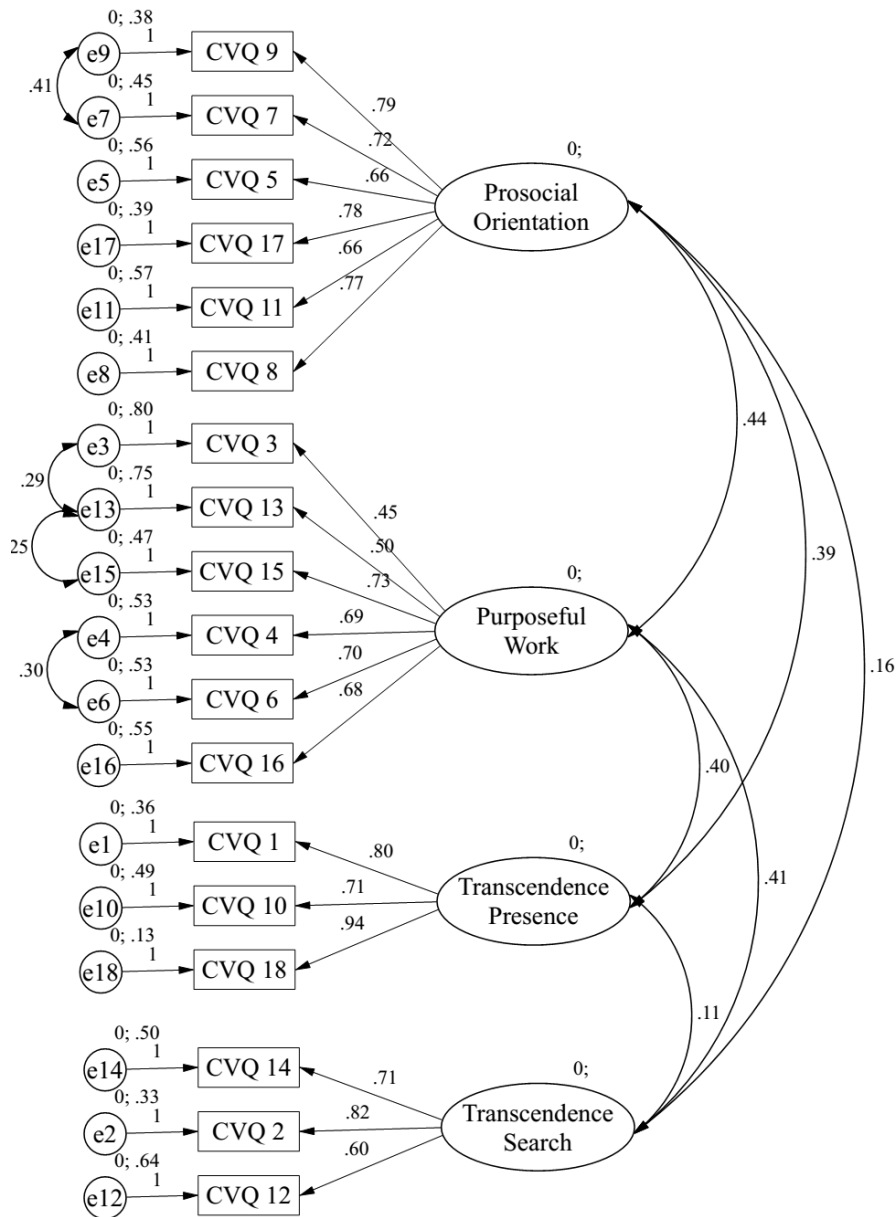 0; .38
1
e9
CVQ 9
.79
.41
0; .45
1
e7
CVQ 7
.72
0; .56
1
e5
CVQ 5
.66
0;
Prosocial
Orientation
0; .39
1
e17
CVQ 17
.78
0; .57
1
e11
CVQ 11
.66
0; .41
1
e8
CVQ 8
.77
0; .80
1
e3
CVQ 3
.45
.44
.29
0; .75
1
e13
CVQ 13
.50
25
0; .47
1
e15
CVQ 15
.73
.39
0;
Purposeful
Work
0; .53
1
e4
CVQ 4
.69
.30
0; .53
1
e6
CVQ 6
.70
.16
0; .55
1
e16
CVQ 16
.68
.40
0; .36
1
e1
CVQ 1
.80
0;
Transcendence
Presence
.41
0; .49
1
e10
CVQ 10
.71
0; .13
1
e18
CVQ 18
.94
.11
0; .50
1
e14
CVQ 14
.71
0;
Transcendence
Search
0; .33
1
e2
CVQ 2
.82
0; .64
1
e12
CVQ 12
.60